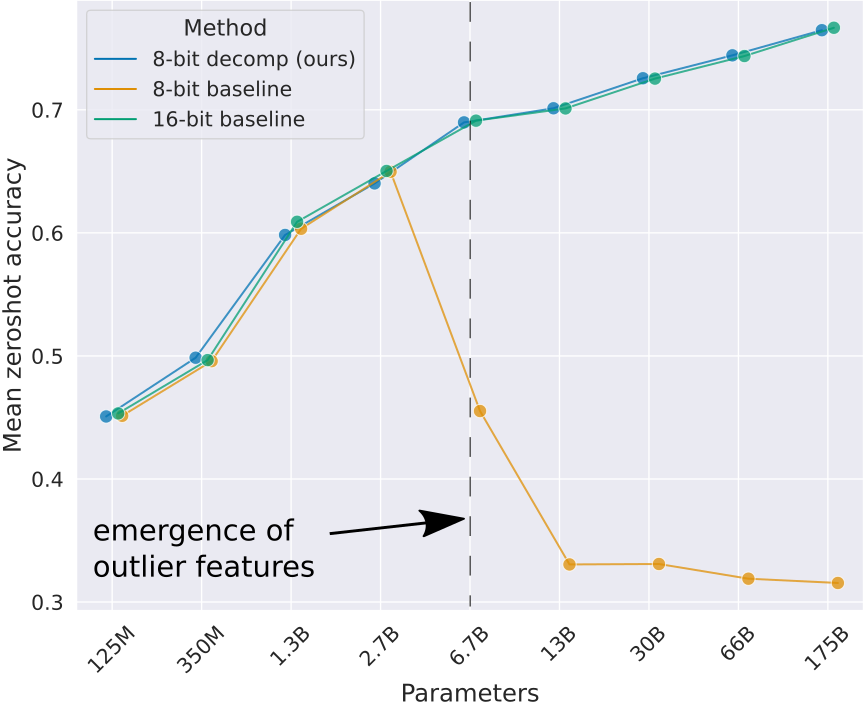 Method
8-bit decomp (ours)
8-bit baseline
16-bit baseline
Mean zeroshot accuracy
0.7
0.6
0.5
0.4
0.3
emergence of
outlier features
125M
350M
1.3B
2.7B
6.7B
13B
30B
66B
175B
Parameters